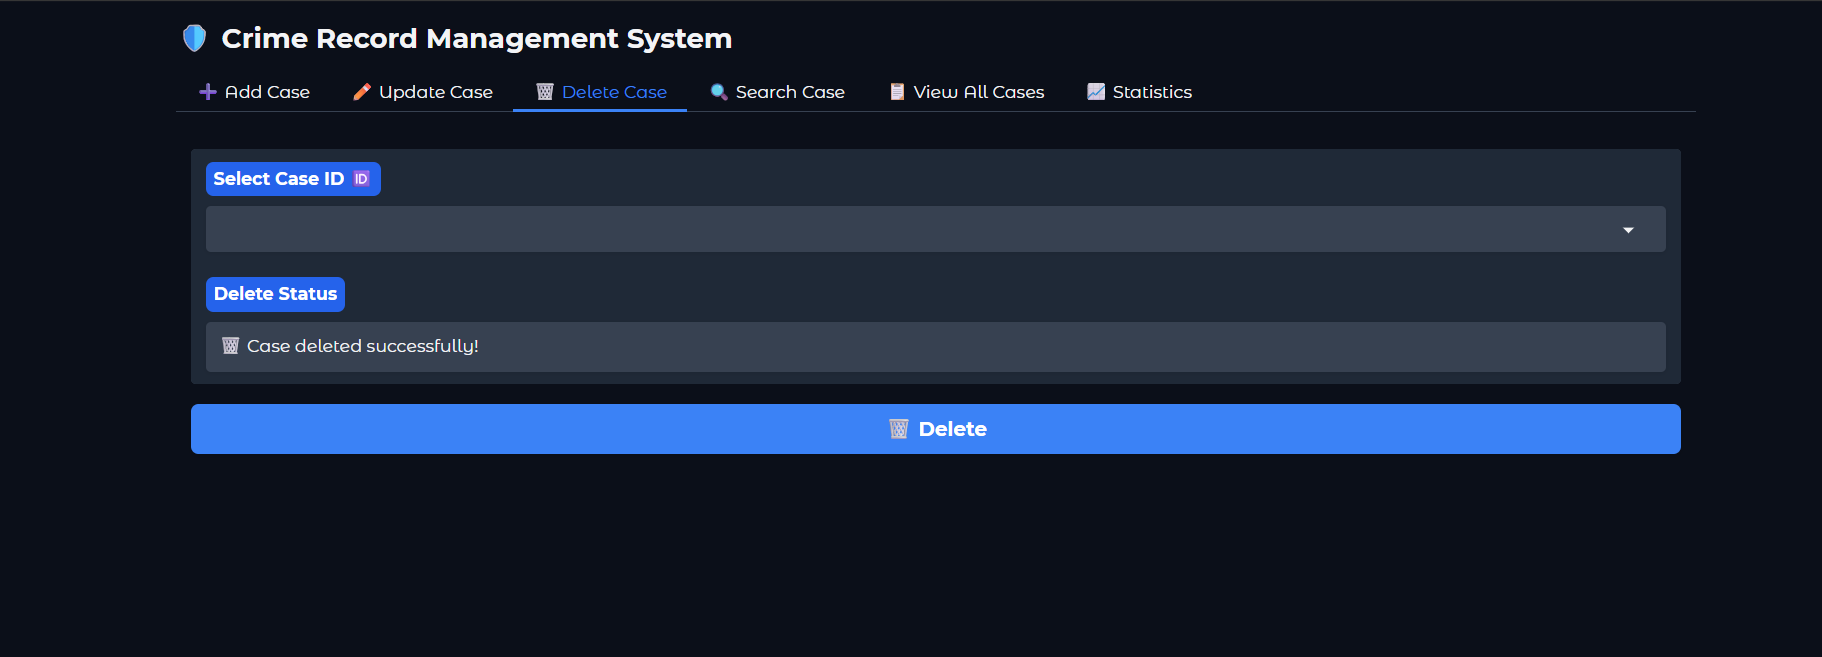 Crime Record Management System
Add Case Update Case Delete Case Search Case View All Cases Statistics
Select Case ID 🆔
Delete Status
Case deleted successfully!
Delete